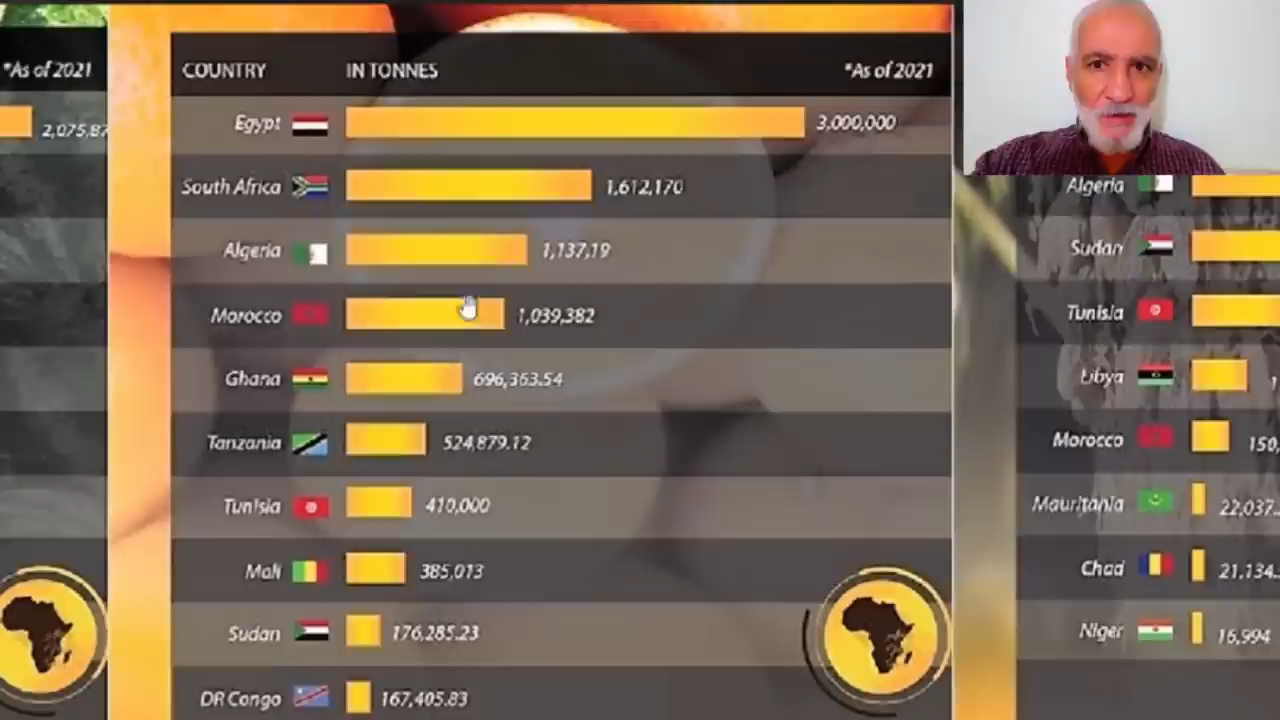 *As of 2021
2,075,87
COUNTRY IN TONNES *As of 2021
Egypt 3,000,000
South Africa 1,612,170
Algeria 1,137,19
Morocco 1,039,382
Ghana 696,363.54
Tanzania 524,879.12
Tunisia 410,000
Mali 385,013
Sudan 176,285.23
DR Congo 167,405.83
Algeria
Sudan
Tunisia
Libya 1
Morocco 150,
Mauritania 22,037.
Chad 21,134.
Niger 16,994